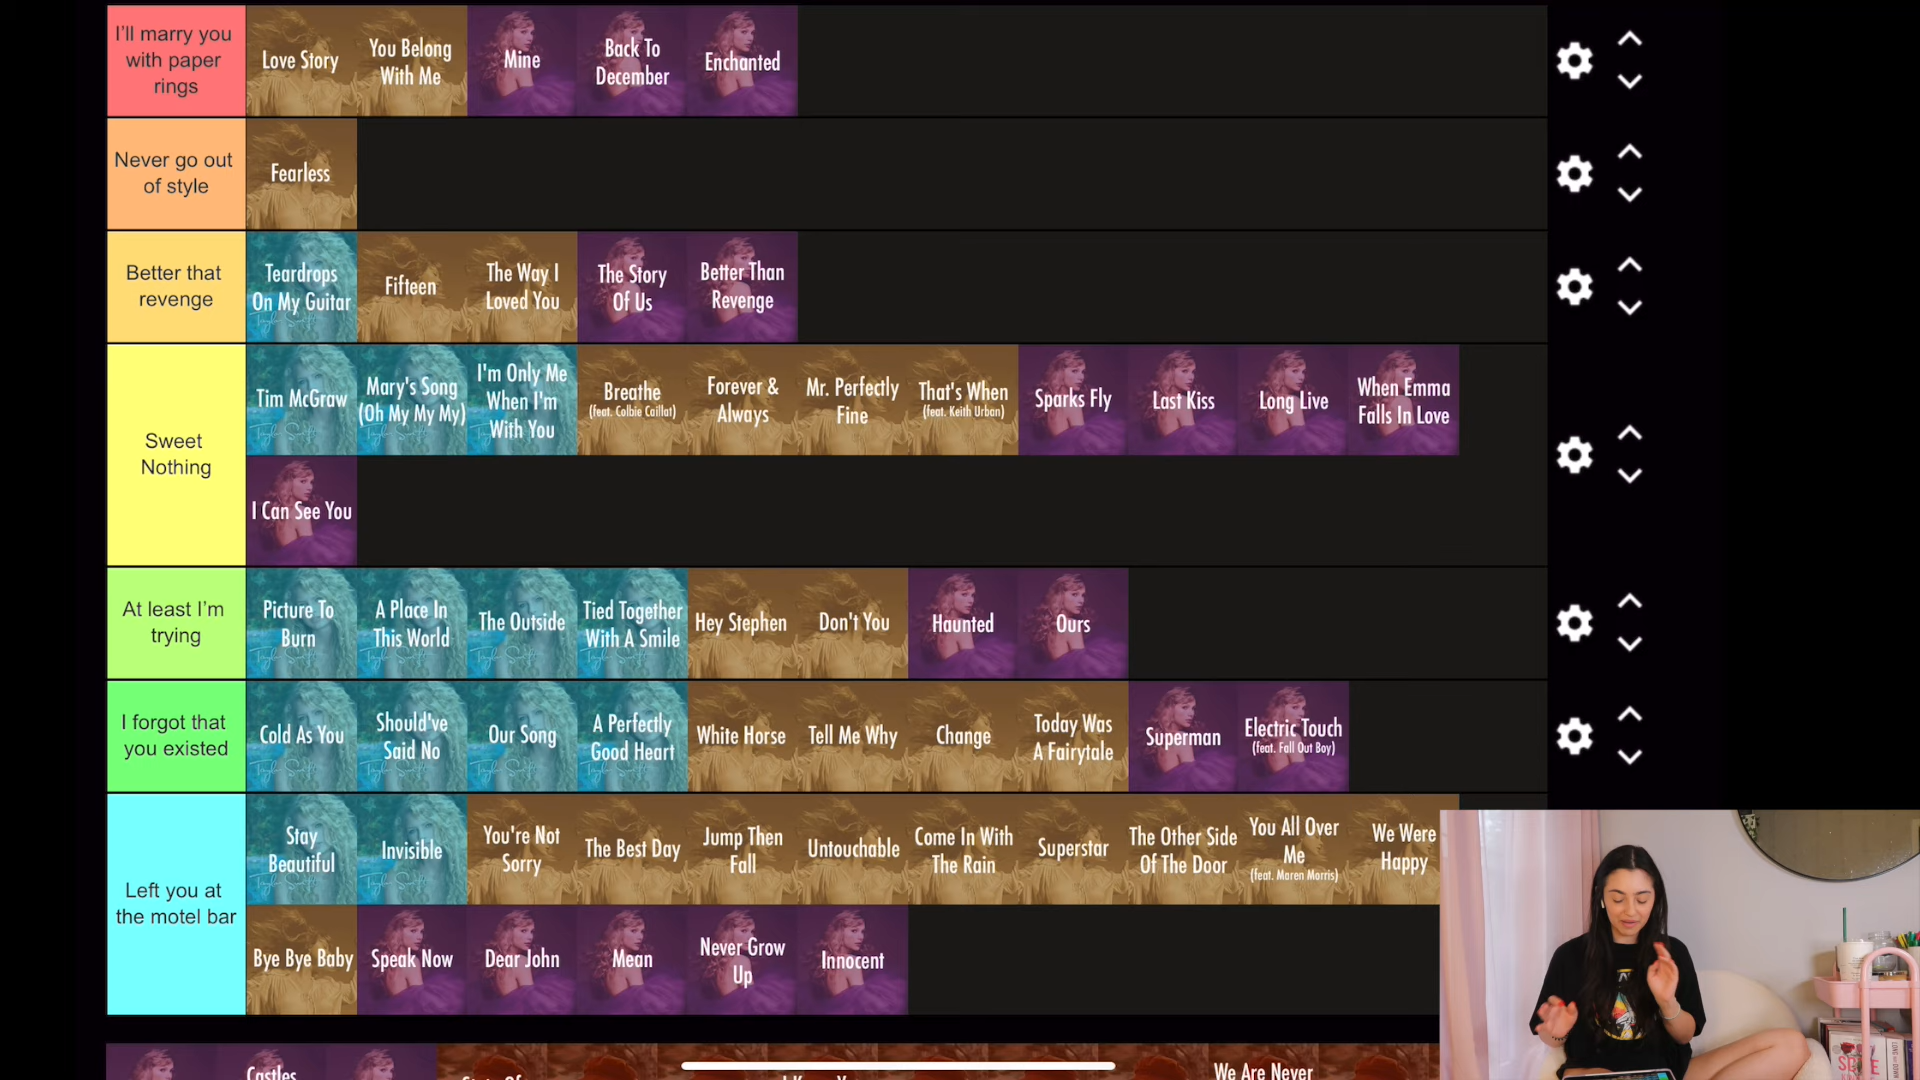 I'll marry you
with paper
rings
Love Story
You Belong
With Me
Mine
Back To
December
Enchanted
Never go out
of style
Fearless
Better that
revenge
Teardrops
On My Guitar
Fifteen
The Way I
Loved You
The Story
Of Us
Better Than
Revenge
Sweet
Nothing
Tim McGraw
Mary's Song
(Oh My My My)
I'm Only Me
When I'm
With You
Breathe
(feat. Colbie Caillat)
Forever &
Always
Mr. Perfectly
Fine
That's When
(feat. Keith Urban)
Sparks Fly
Last Kiss
Long Live
When Emma
Falls In Love
I Can See You
At least I'm
trying
Picture To
Burn
A Place In
This World
The Outside
Tied Together
With A Smile
Hey Stephen
Don't You
Haunted
Ours
I forgot that
you existed
Cold As You
Should've
Said No
Our Song
A Perfectly
Good Heart
White Horse
Tell Me Why
Change
Today Was
A Fairytale
Superman
Electric Touch
(feat. Fall Out Boy)
Left you at
the motel bar
Stay
Beautiful
Invisible
You're Not
Sorry
The Best Day
Jump Then
Fall
Untouchable
Come In With
The Rain
Superstar
The Other Side
Of The Door
You All Over
Me
(feat. Maren Morris)
We Were
Happy
Bye Bye Baby
Speak Now
Dear John
Mean
Never Grow
Up
Innocent
Castles
We Are Never